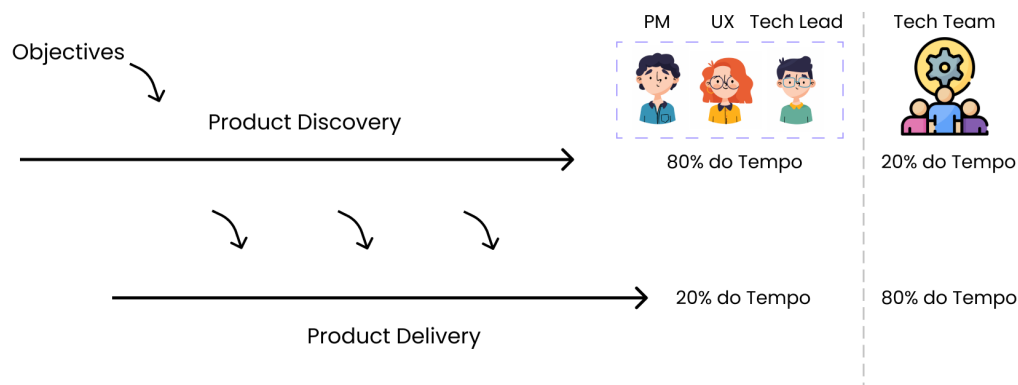 PM UX Tech Lead Tech Team
Objectives
Product Discovery
80% do Tempo 20% do Tempo
20% do Tempo 80% do Tempo
Product Delivery